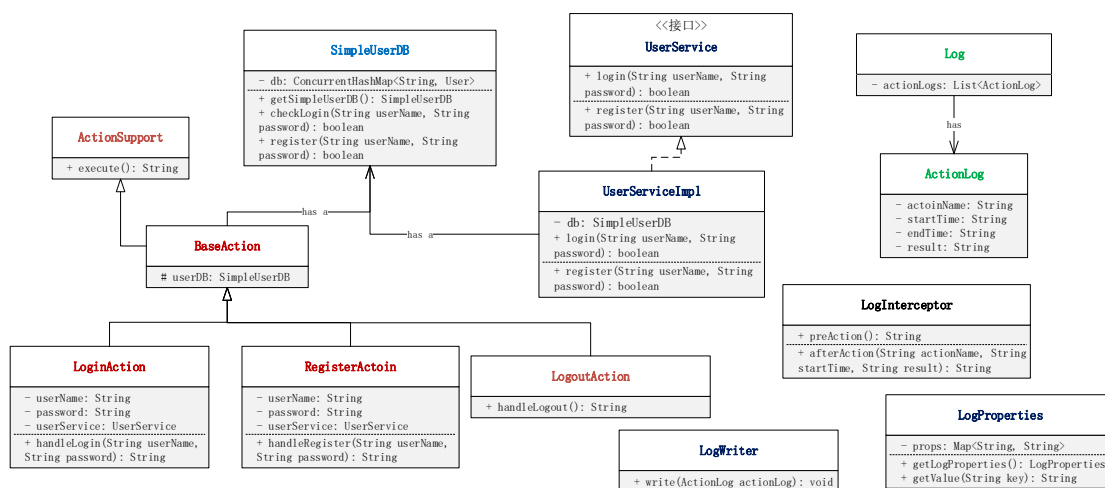 SimpleUserDB
- db: ConcurrentHashMap<String, User>
+ getSimpleUserDB(): SimpleUserDB
+ checkLogin(String userName, String
password): boolean
+ register(String userName, String
password): boolean
<<接口>>
UserService
+ login(String userName, String
password): boolean
+ register(String userName, String
password): boolean
Log
- actionLogs: List<ActionLog>
has
ActionSupport
+ execute(): String
UserServiceImpl
- db: SimpleUserDB
+ login(String userName, String
password): boolean
+ register(String userName, String
password): boolean
ActionLog
- actoinName: String
- startTime: String
- endTime: String
- result: String
has a
has a
BaseAction
# userDB: SimpleUserDB
LogInterceptor
+ preAction(): String
+ afterAction(String actionName, String
startTime, String result): String
LoginAction
- userName: String
- password: String
- userService: UserService
+ handleLogin(String userName,
String password): String
RegisterActoin
- userName: String
- password: String
- userService: UserService
+ handleRegister(String userName,
String password): String
LogoutAction
+ handleLogout(): String
LogWriter
+ write(ActionLog actionLog): void
LogProperties
- props: Map<String, String>
+ getLogProperties(): LogProperties
+ getValue(String key): String